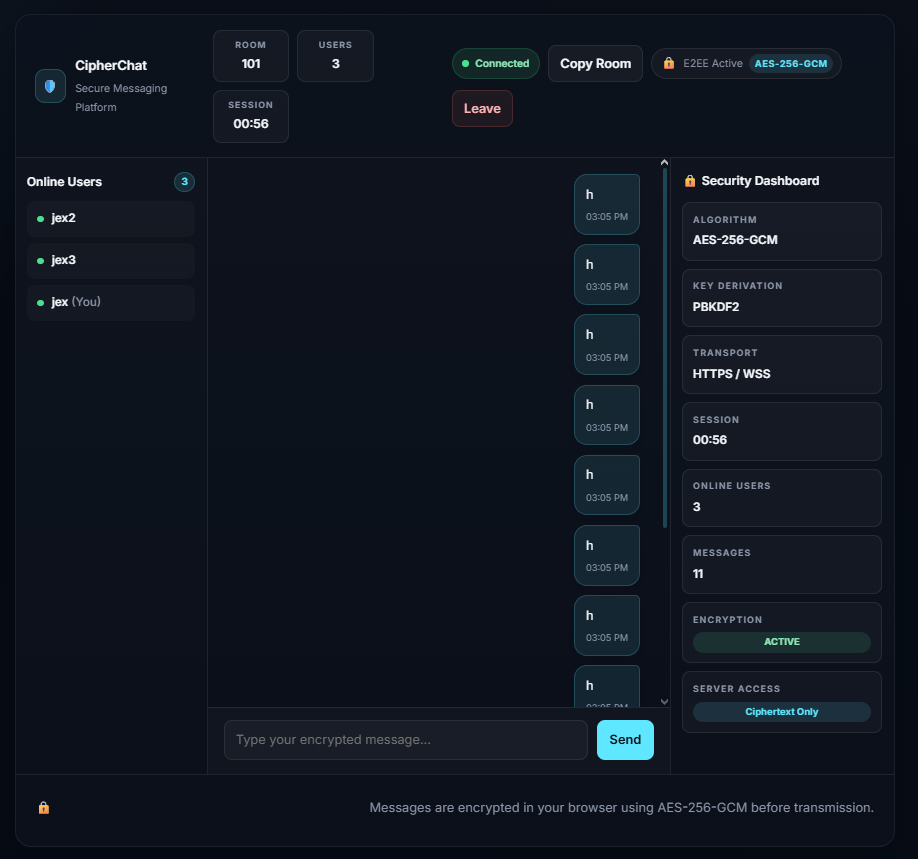 CipherChat
Secure Messaging
Platform
ROOM
101
USERS
3
SESSION
00:56
Connected
Copy Room
E2EE Active AES-256-GCM
Leave
Online Users 3
jex2
jex3
jex (You)
h
03:05 PM
h
03:05 PM
h
03:05 PM
h
03:05 PM
h
03:05 PM
h
03:05 PM
h
03:05 PM
h
03:05 PM
Type your encrypted message...
Send
Security Dashboard
ALGORITHM
AES-256-GCM
KEY DERIVATION
PBKDF2
TRANSPORT
HTTPS / WSS
SESSION
00:56
ONLINE USERS
3
MESSAGES
11
ENCRYPTION
ACTIVE
SERVER ACCESS
Ciphertext Only
Messages are encrypted in your browser using AES-256-GCM before transmission.